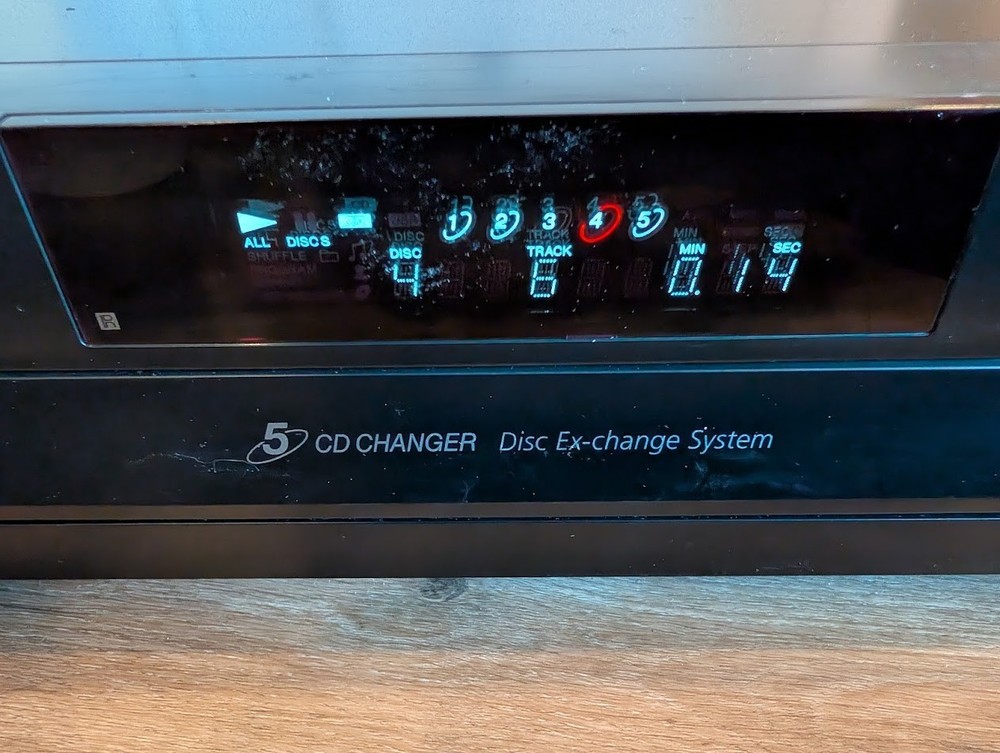 1 2 3 4 5
ALL DISCS
SHUFFLE
DISC TRACK MIN SEC
4 6 0.14
5 CD CHANGER Disc Ex-change System